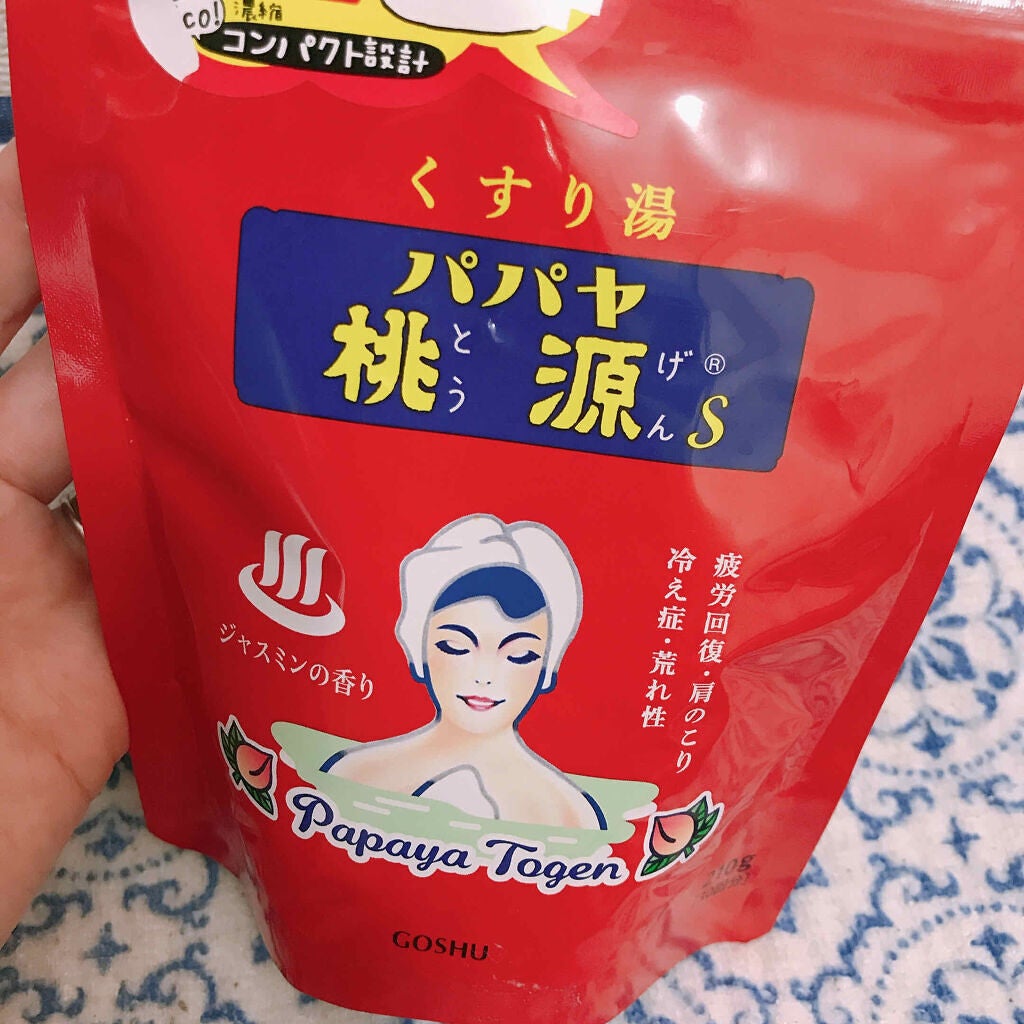 co!
濃縮
コンパクト設計
くすり湯
パパヤ
桃源 S
とうげん ®
ジャスミンの香り
疲労回復・肩のこり
冷え症・荒れ性
Papaya Togen
GOSHU